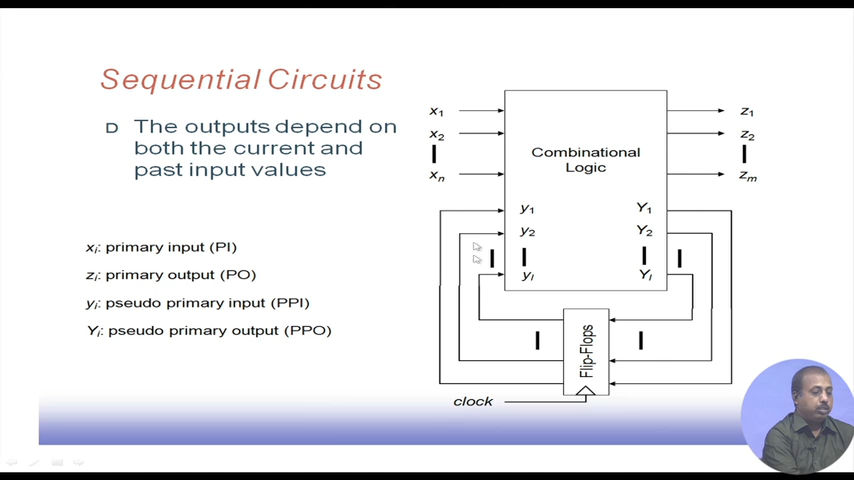 Sequential Circuits
D The outputs depend on
both the current and
past input values
xi: primary input (PI)
zi: primary output (PO)
yi: pseudo primary input (PPI)
Yi: pseudo primary output (PPO)
x1
x2
xn
Combinational
Logic
z1
z2
zm
y1
y2
yl
Y1
Y2
Yl
Flip-Flops
clock